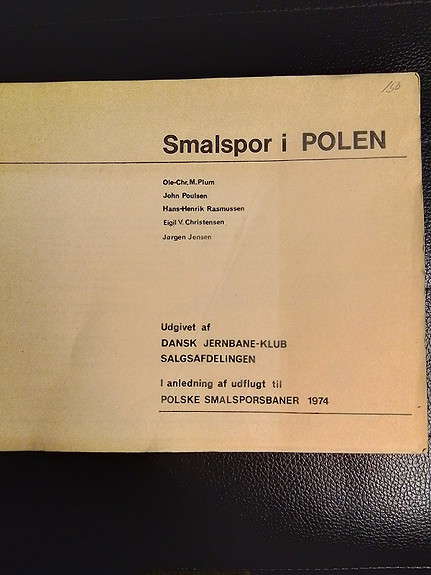 Smalspor i POLEN
Ole-Chr. M. Plum
John Poulsen
Hans-Henrik Rasmussen
Eigil V. Christensen
Jørgen Jensen
Udgivet af
DANSK JERNBANE-KLUB
SALGSAFDELINGEN
I anledning af udflugt til
POLSKE SMALSPORSBANER 1974